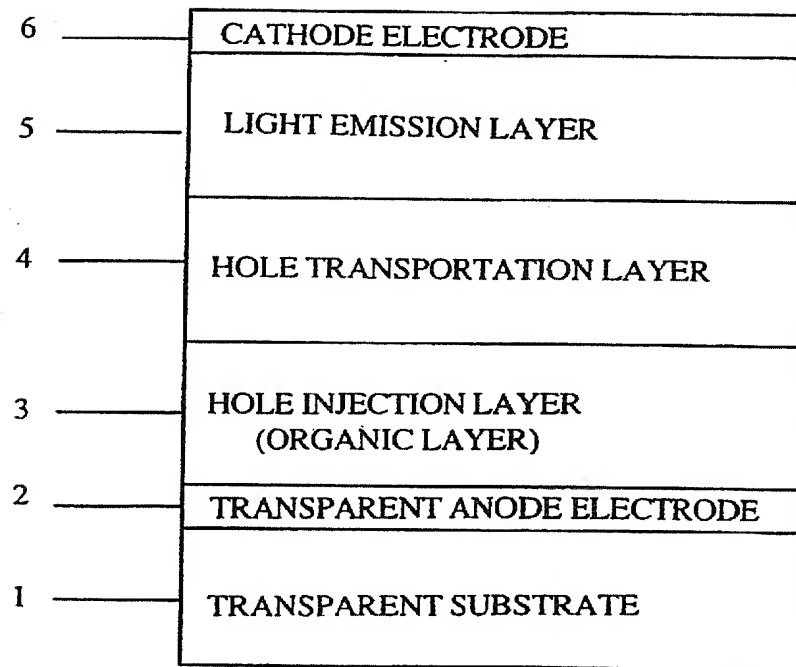 6 CATHODE ELECTRODE
5 LIGHT EMISSION LAYER
4 HOLE TRANSPORTATION LAYER
3 HOLE INJECTION LAYER
(ORGANIC LAYER)
2 TRANSPARENT ANODE ELECTRODE
1 TRANSPARENT SUBSTRATE